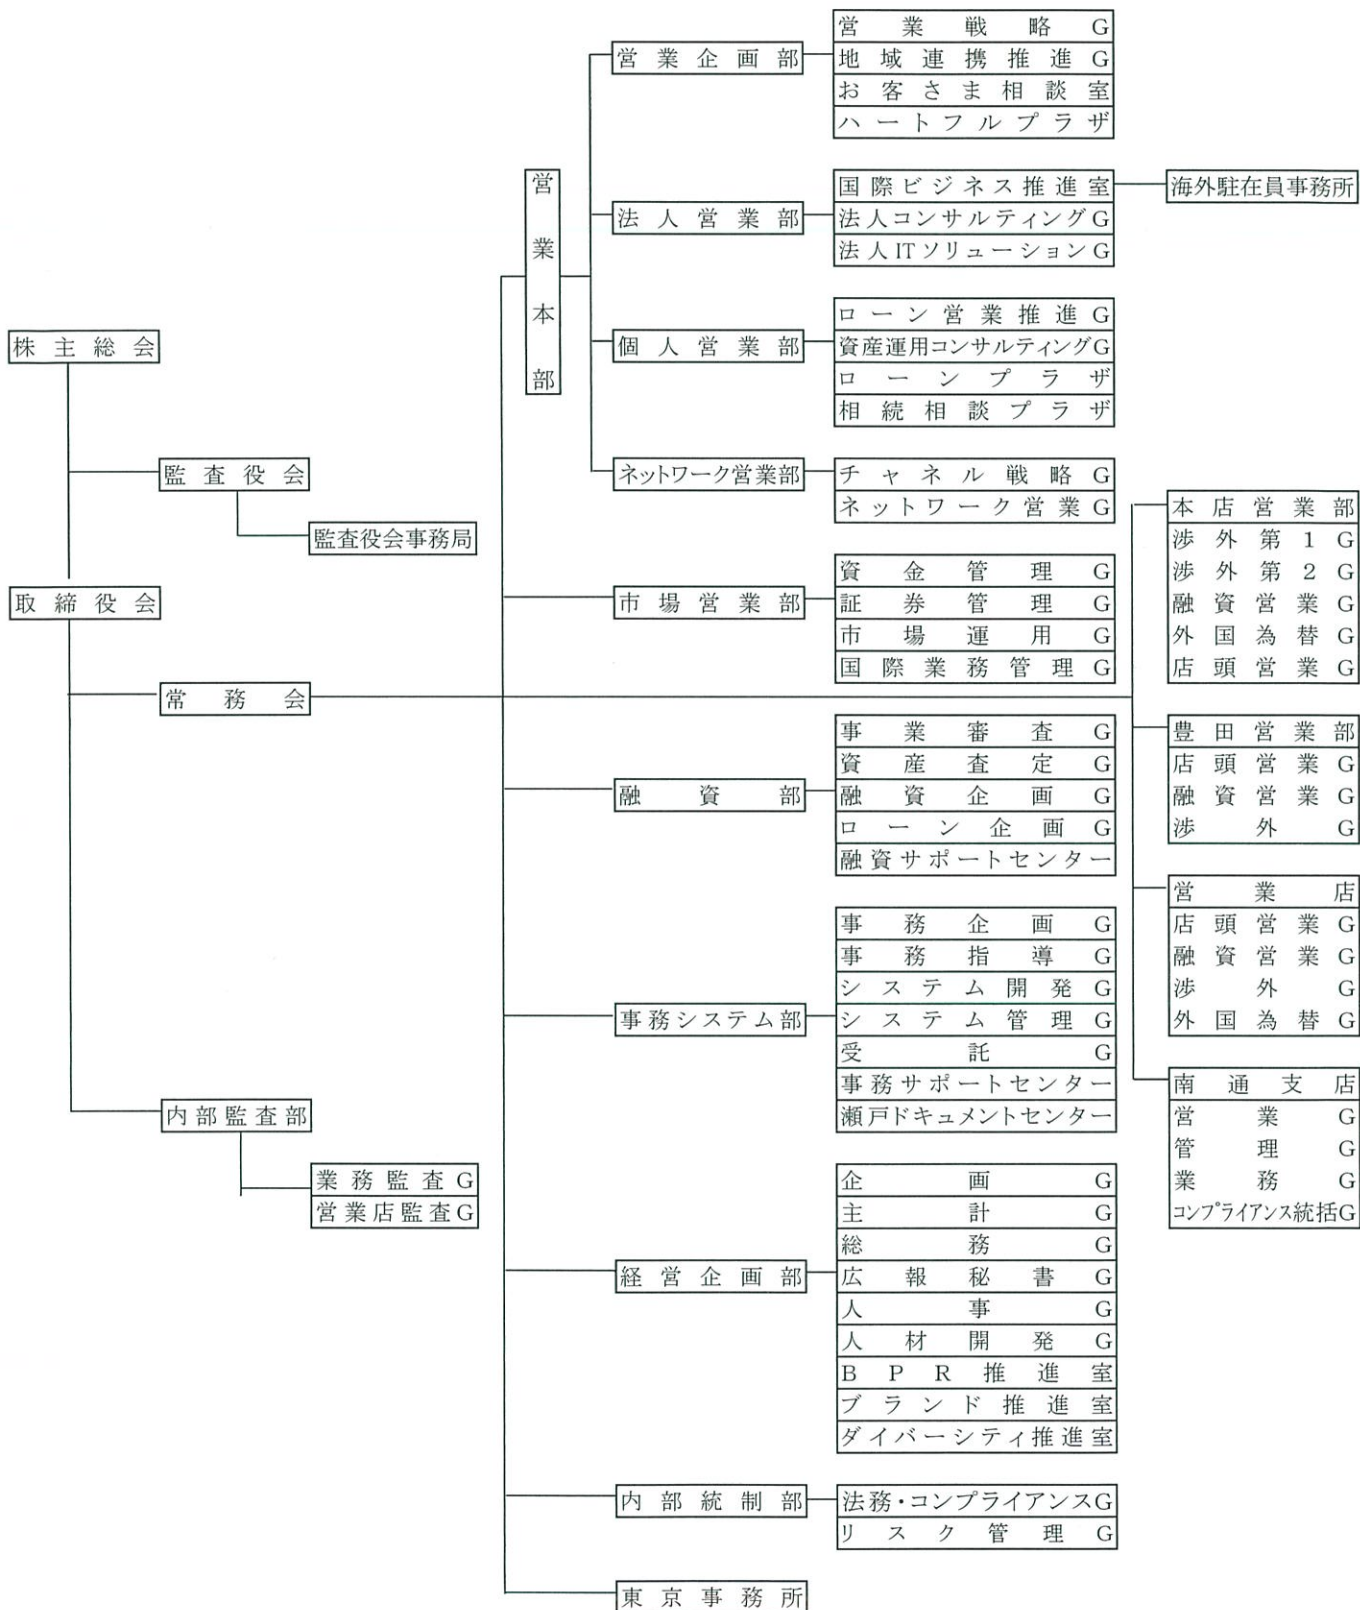 株主総会
監査役会
監査役会事務局
取締役会
常務会
内部監査部
業務監査G
営業店監査G
営業本部
営業企画部
営業戦略G
地域連携推進G
お客さま相談室
ハートフルプラザ
法人営業部
国際ビジネス推進室
法人コンサルティングG
法人ITソリューションG
海外駐在員事務所
個人営業部
ローン営業推進G
資産運用コンサルティングG
ローンプラザ
相続相談プラザ
ネットワーク営業部
チャネル戦略G
ネットワーク営業G
市場営業部
資金管理G
証券管理G
市場運用G
国際業務管理G
融資部
事業審査G
資産査定G
融資企画G
ローン企画G
融資サポートセンター
事務システム部
事務企画G
事務指導G
システム開発G
システム管理G
受託G
事務サポートセンター
瀬戸ドキュメントセンター
経営企画部
企画G
主計G
総務G
広報秘書G
人事G
人材開発G
BPR推進室
ブランド推進室
ダイバーシティ推進室
内部統制部
法務・コンプライアンスG
リスク管理G
東京事務所
本店営業部
渉外第1G
渉外第2G
融資営業G
外国為替G
店頭営業G
豊田営業部
店頭営業G
融資営業G
渉外G
営業店
店頭営業G
融資営業G
渉外G
外国為替G
南通支店
営業G
管理G
業務G
コンプライアンス統括G